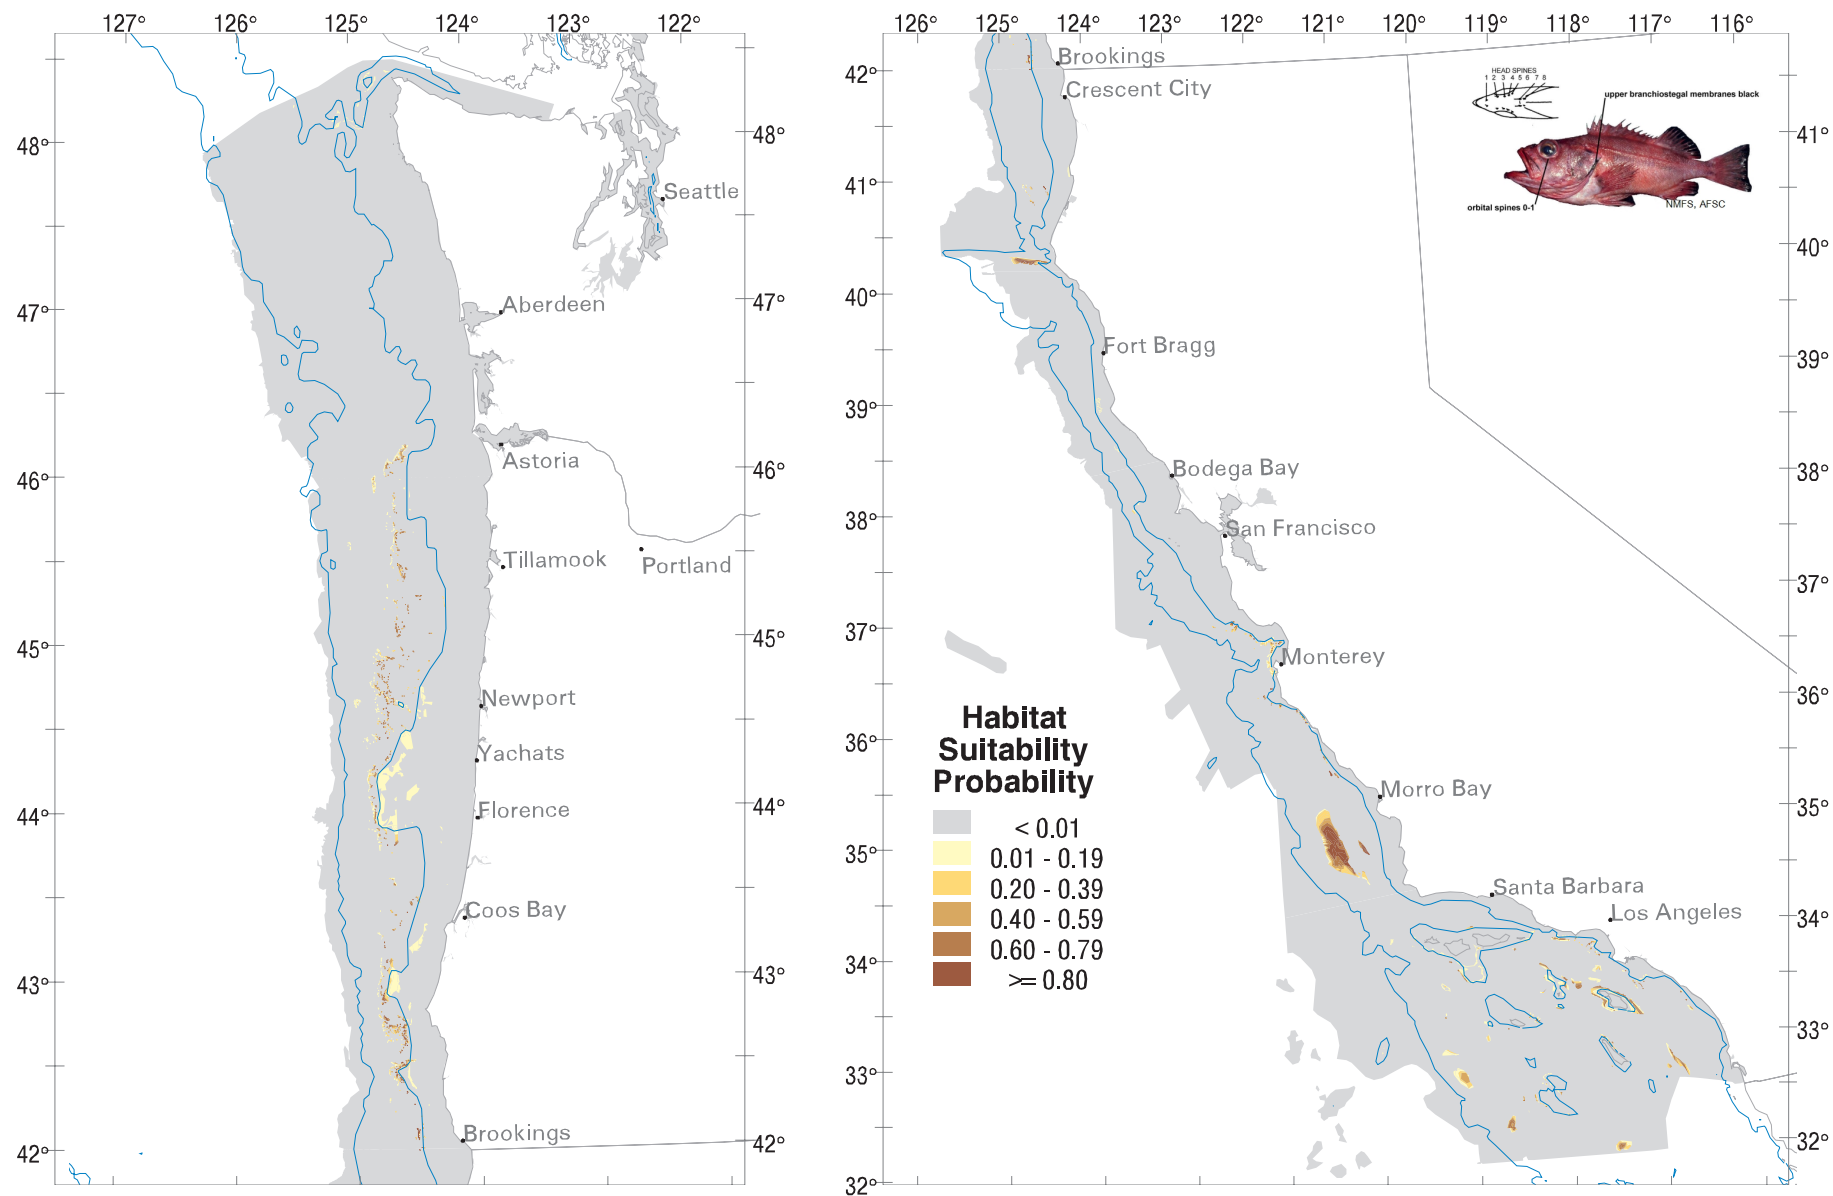 127° 126° 125° 124° 123° 122°
48°
47°
46°
45°
44°
43°
42°
48°
47°
46°
45°
44°
43°
42°
Seattle
Aberdeen
Astoria
Tillamook
Portland
Newport
Yachats
Florence
Coos Bay
Brookings
126° 125° 124° 123° 122° 121° 120° 119° 118° 117° 116°
42°
41°
40°
39°
38°
37°
36°
35°
34°
33°
32°
41°
40°
39°
38°
37°
36°
35°
34°
33°
32°
Brookings
Crescent City
Fort Bragg
Bodega Bay
San Francisco
Monterey
Morro Bay
Santa Barbara
Los Angeles
HEAD SPINES
1 2 3 4 5 6 7 8
upper branchiostegal membranes black
orbital spines 0-1
NMFS, AFSC
Habitat
Suitability
Probability
< 0.01
0.01 - 0.19
0.20 - 0.39
0.40 - 0.59
0.60 - 0.79
>= 0.80